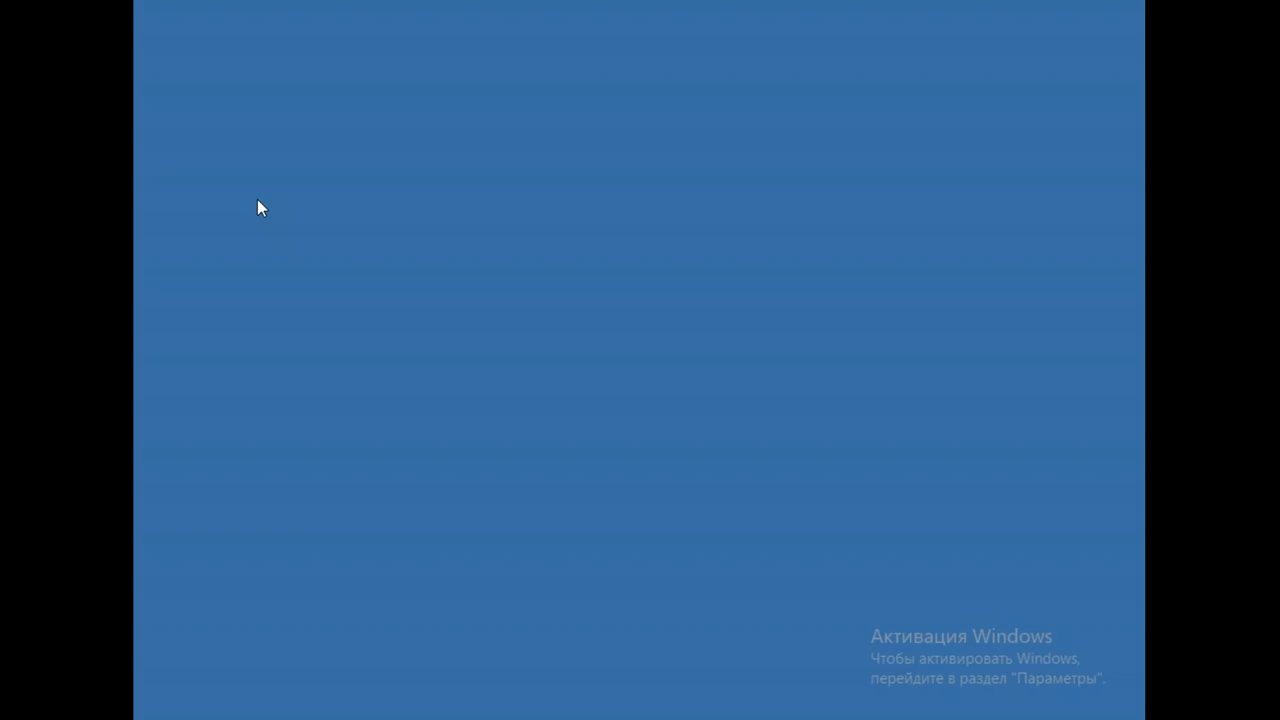 Активация Windows
Чтобы активировать Windows,
перейдите в раздел "Параметры".